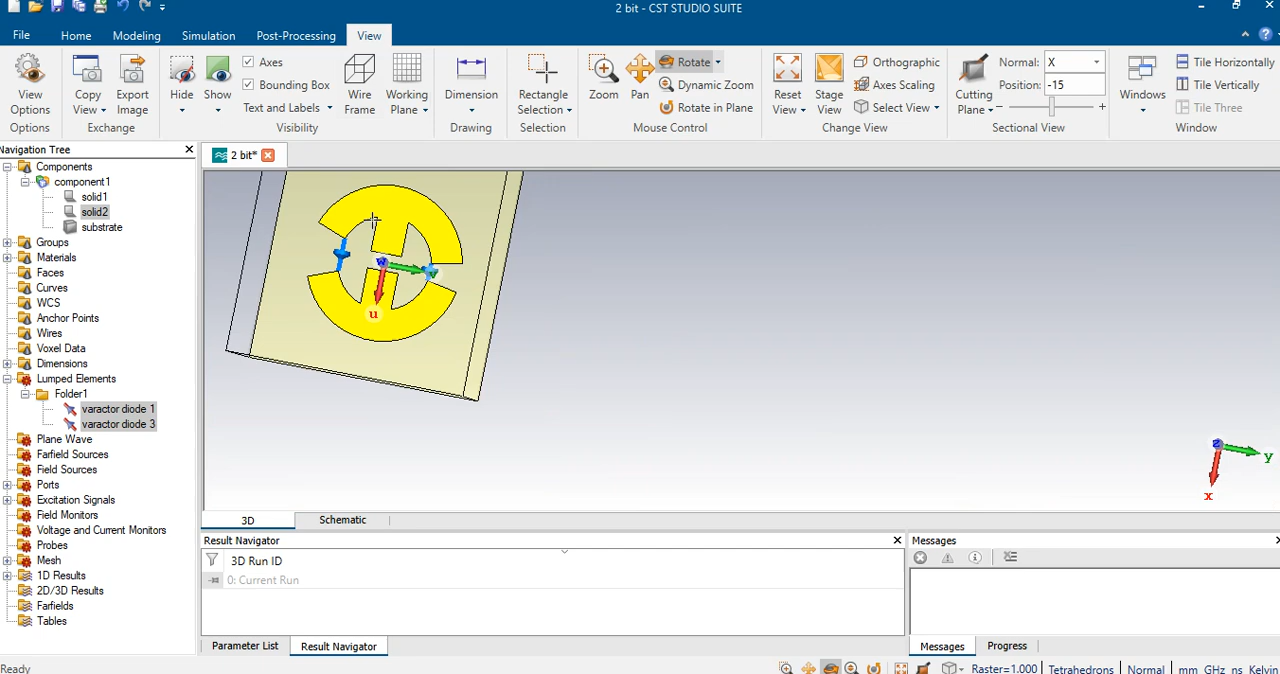 2 bit - CST STUDIO SUITE
File Home Modeling Simulation Post-Processing View
View Options
Options
Copy View
Export Image
Exchange
Hide
Show
Axes
Bounding Box
Text and Labels
Wire Frame
Working Plane
Visibility
Dimension
Drawing
Rectangle Selection
Selection
Zoom
Pan
Rotate
Dynamic Zoom
Rotate in Plane
Mouse Control
Reset View
Stage View
Orthographic
Axes Scaling
Select View
Change View
Cutting Plane
Normal: X
Position: -15
Sectional View
Windows
Tile Horizontally
Tile Vertically
Tile Three
Window
Navigation Tree
2 bit*
Components
component1
solid1
solid2
substrate
Groups
Materials
Faces
Curves
WCS
Anchor Points
Wires
Voxel Data
Dimensions
Lumped Elements
Folder1
varactor diode 1
varactor diode 3
Plane Wave
Farfield Sources
Field Sources
Ports
Excitation Signals
Field Monitors
Voltage and Current Monitors
Probes
Mesh
1D Results
2D/3D Results
Farfields
Tables
w
v
u
z
y
x
3D Schematic
Result Navigator
3D Run ID
0: Current Run
Parameter List Result Navigator
Messages
Messages Progress
Ready
Raster=1.000 Tetrahedrons Normal mm GHz ns Kelvin